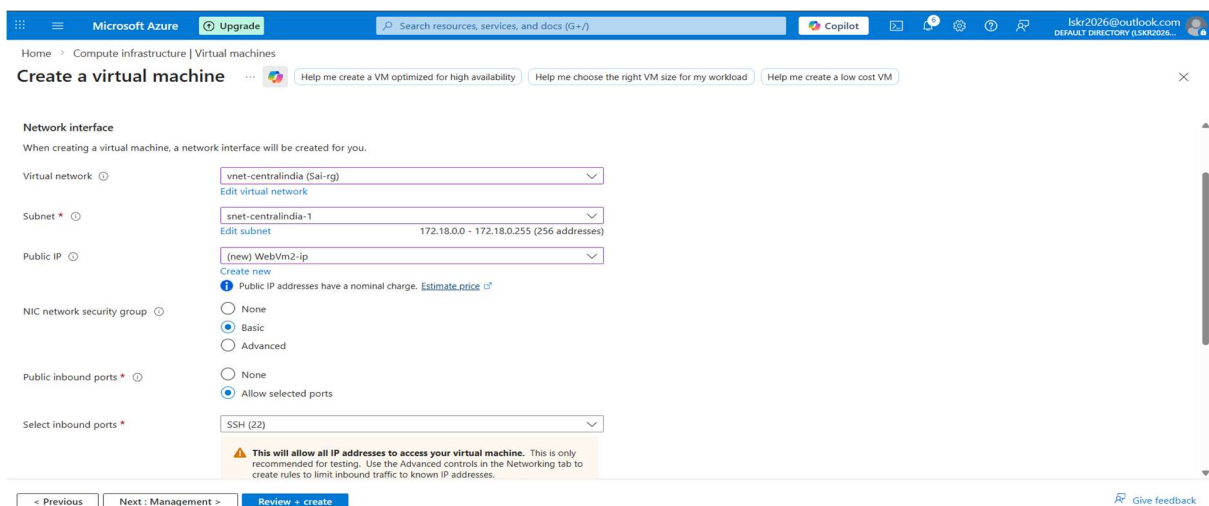 Microsoft Azure Upgrade Search resources, services, and docs (G+/) Copilot 6 lskr2026@outlook.com
DEFAULT DIRECTORY (LSKR2026...
Home > Compute infrastructure | Virtual machines
Create a virtual machine ... Help me create a VM optimized for high availability Help me choose the right VM size for my workload Help me create a low cost VM
Network interface
When creating a virtual machine, a network interface will be created for you.
Virtual network vnet-centralindia (Sai-rg)
Edit virtual network
Subnet * snet-centralindia-1
Edit subnet 172.18.0.0 - 172.18.0.255 (256 addresses)
Public IP (new) WebVm2-ip
Create new
Public IP addresses have a nominal charge. Estimate price
NIC network security group None
Basic
Advanced
Public inbound ports * None
Allow selected ports
Select inbound ports * SSH (22)
This will allow all IP addresses to access your virtual machine. This is only
recommended for testing. Use the Advanced controls in the Networking tab to
create rules to limit inbound traffic to known IP addresses.
< Previous Next : Management > Review + create Give feedback